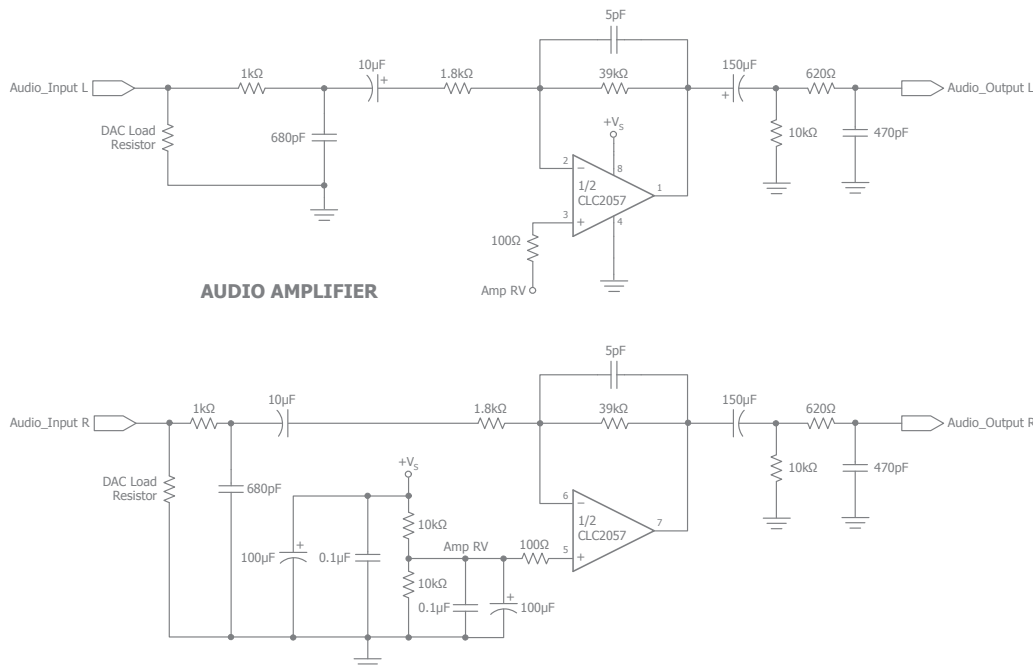 5pF
Audio_Input L
1kΩ
10µF
+
1.8kΩ
39kΩ
150µF
+
620Ω
Audio_Output L
DAC Load
Resistor
680pF
+Vs
10kΩ
470pF
2
−
8
1/2
CLC2057
1
3
+
4
100Ω
Amp RV
AUDIO AMPLIFIER
5pF
Audio_Input R
1kΩ
10µF
1.8kΩ
39kΩ
150µF
620Ω
Audio_Output R
DAC Load
Resistor
680pF
+Vs
10kΩ
470pF
6
−
1/2
CLC2057
7
5
+
10kΩ
Amp RV
100Ω
+
100µF
0.1µF
10kΩ
0.1µF
+
100µF